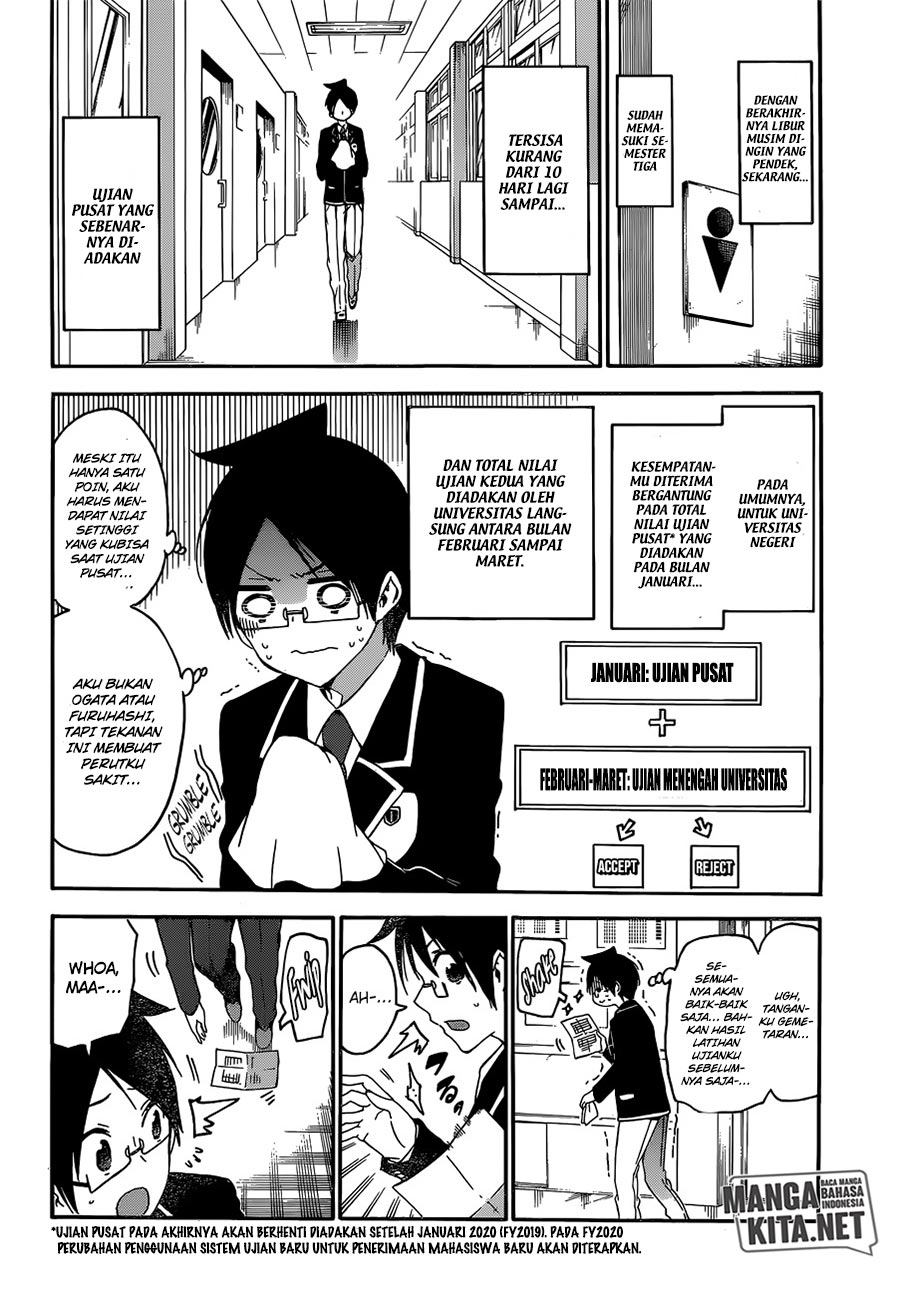 DENGAN
BERAKHIR-
NYA LIBUR
MUSIM DI-
NGIN YANG
PENDEK,
SEKARANG...
SUDAH
MEMA-
SUKI SE-
MESTER
TIGA
TERSISA
KURANG
DARI 10
HARI LAGI
SAMPAI...
UJIAN
PUSAT YANG
SEBENAR-
NYA DI-
ADAKAN
PADA
UMUMNYA,
UNTUK UNI-
VERSITAS
NEGERI
KESEMPATAN-
MU DITERIMA
BERGANTUNG
PADA TOTAL
NILAI UJIAN
PUSAT* YANG
DIADAKAN
PADA BULAN
JANUARI...
DAN TOTAL NILAI
UJIAN KEDUA YANG
DIADAKAN OLEH
UNIVERSITAS LANG-
SUNG ANTARA BULAN
FEBRUARI SAMPAI
MARET.
JANUARI: UJIAN PUSAT
+
FEBRUARI-MARET: UJIAN MENENGAH UNIVERSITAS
ACCEPT
REJECT
MESKI ITU
HANYA SATU
POIN, AKU
HARUS MEN-
DAPAT NILAI
SETINGGI
YANG KUBISA
SAAT UJIAN
PUSAT...
AKU BUKAN
OGATA ATAU
FURUHASHI,
TAPI TEKANAN
INI MEMBUAT
PERUTKU
SAKIT...
GRUMBLE
GRUMBLE
UGH,
TANGAN-
KU GEME-
TARAN...
SE-
SEMUA-
NYA AKAN
BAIK-BAIK
SAJA... BAH-
KAN HASIL
LATIHAN
UJIANKU
SEBELUM-
NYA SAJA-...
Shake
AH-...
Fwip
WHOA,
MAA-...
*UJIAN PUSAT PADA AKHIRNYA AKAN BERHENTI DIADAKAN SETELAH JANUARI 2020 (FY2019). PADA FY2020
PERUBAHAN PENGGUNAAN SISTEM UJIAN BARU UNTUK PENERIMAAN MAHASISWA BARU AKAN DITERAPKAN.
MANGA
KITA.NET
BACA MANGA
BAHASA
INDONESIA